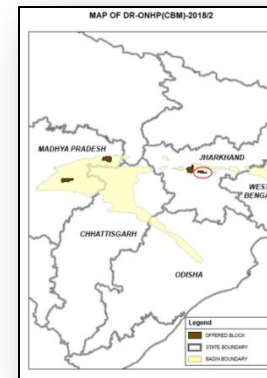 MAP OF DR-ONHP(CBM)-2018/2
MADHYA PRADESH
JHARKHAND
WEST
BENGA
CHHATTISGARH
ODISHA
Legend
OFFERED BLOCK
STATE BOUNDARY
BASIN BOUNDARY